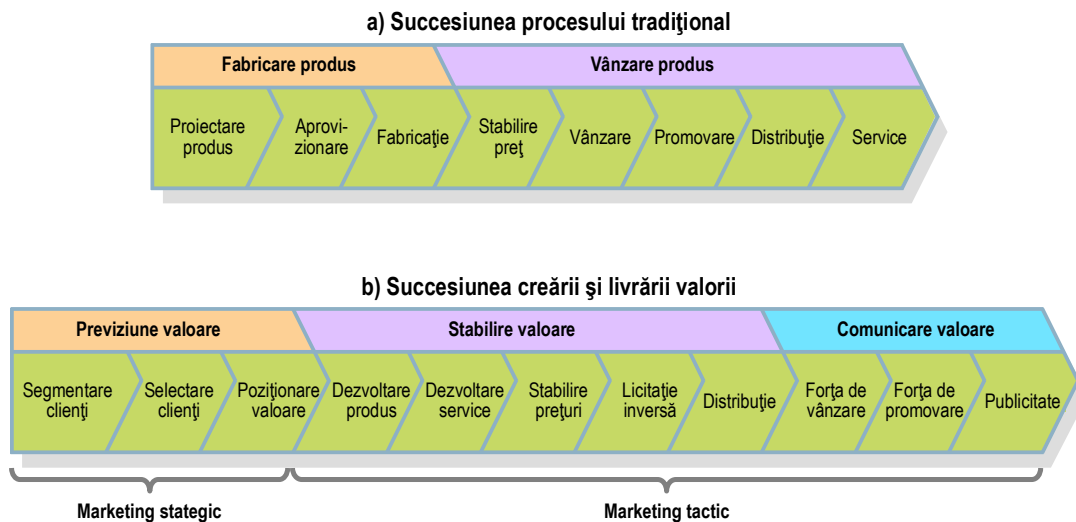 a) Succesiunea procesului tradiţional
Fabricare produs
Vânzare produs
Proiectare
produs
Aprovi-
zionare
Fabricaţie
Stabilire
preţ
Vânzare
Promovare
Distribuţie
Service
b) Succesiunea creării şi livrării valorii
Previziune valoare
Stabilire valoare
Comunicare valoare
Segmentare
clienţi
Selectare
clienţi
Poziţionare
valoare
Dezvoltare
produs
Dezvoltare
service
Stabilire
preţuri
Licitaţie
inversă
Distribuţie
Forţa de
vânzare
Forţa de
promovare
Publicitate
Marketing stategic
Marketing tactic